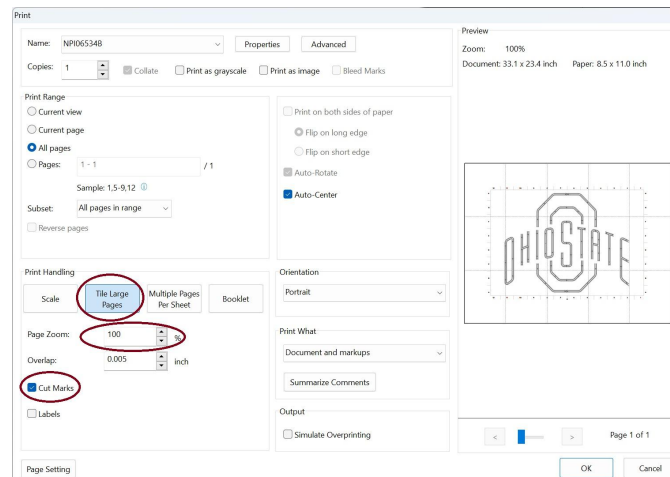 Print
Name: NPI06534B Properties Advanced
Copies: 1 Collate Print as grayscale Print as image Bleed Marks
Print Range
Current view
Current page
All pages
Pages: 1 - 1 / 1
Sample: 1,5-9,12
Subset: All pages in range
Reverse pages
Print on both sides of paper
Flip on long edge
Flip on short edge
Auto-Rotate
Auto-Center
Print Handling
Scale Tile Large Pages Multiple Pages Per Sheet Booklet
Page Zoom: 100 %
Overlap: 0.005 inch
Cut Marks
Labels
Orientation
Portrait
Print What
Document and markups
Summarize Comments
Output
Simulate Overprinting
Preview
Zoom: 100%
Document: 33.1 x 23.4 inch Paper: 8.5 x 11.0 inch
OHIO STATE
< > Page 1 of 1
Page Setting OK Cancel